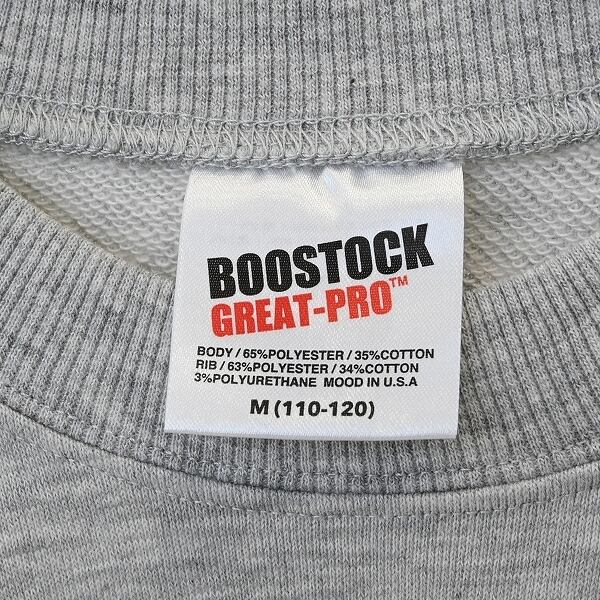 BOOSTOCK
GREAT-PRO™
BODY / 65%POLYESTER / 35%COTTON
RIB / 63%POLYESTER / 34%COTTON
3%POLYURETHANE MOOD IN U.S.A
M (110-120)